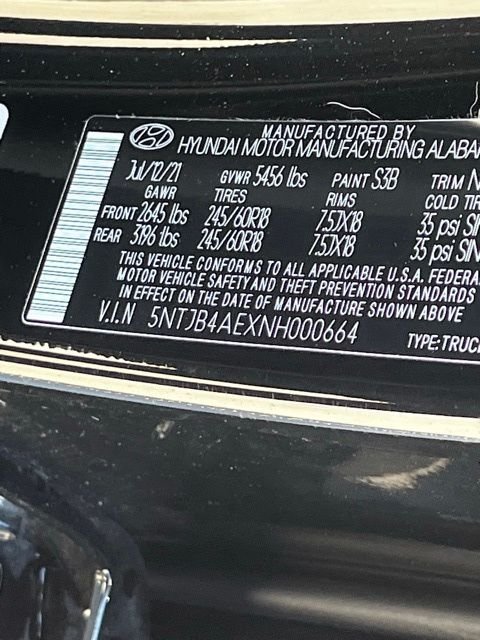 MANUFACTURED BY
HYUNDAI MOTOR MANUFACTURING ALABA
Jul/12/21 GVWR 5456 lbs PAINT S3B TRIM N
GAWR TIRES RIMS COLD TIR
FRONT 2645 lbs 245/60R18 7.5JX18 35 psi SIN
REAR 3196 lbs 245/60R18 7.5JX18 35 psi SIN
THIS VEHICLE CONFORMS TO ALL APPLICABLE U.S.A. FEDERA
MOTOR VEHICLE SAFETY AND THEFT PREVENTION STANDARDS
IN EFFECT ON THE DATE OF MANUFACTURE SHOWN ABOVE
V.I.N 5NTJB4AEXNH000664
TYPE:TRUC